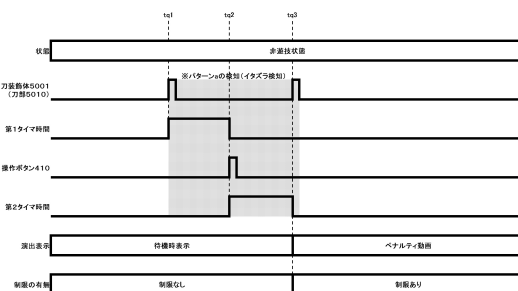 tq1 tq2 tq3
状態 非遊技状態
※パターンaの検知(イタズラ検知)
刀装飾体5001
(刀部5010)
第1タイマ時間
操作ボタン410
第2タイマ時間
演出表示 待機時表示 ペナルティ動画
制限の有無 制限なし 制限あり